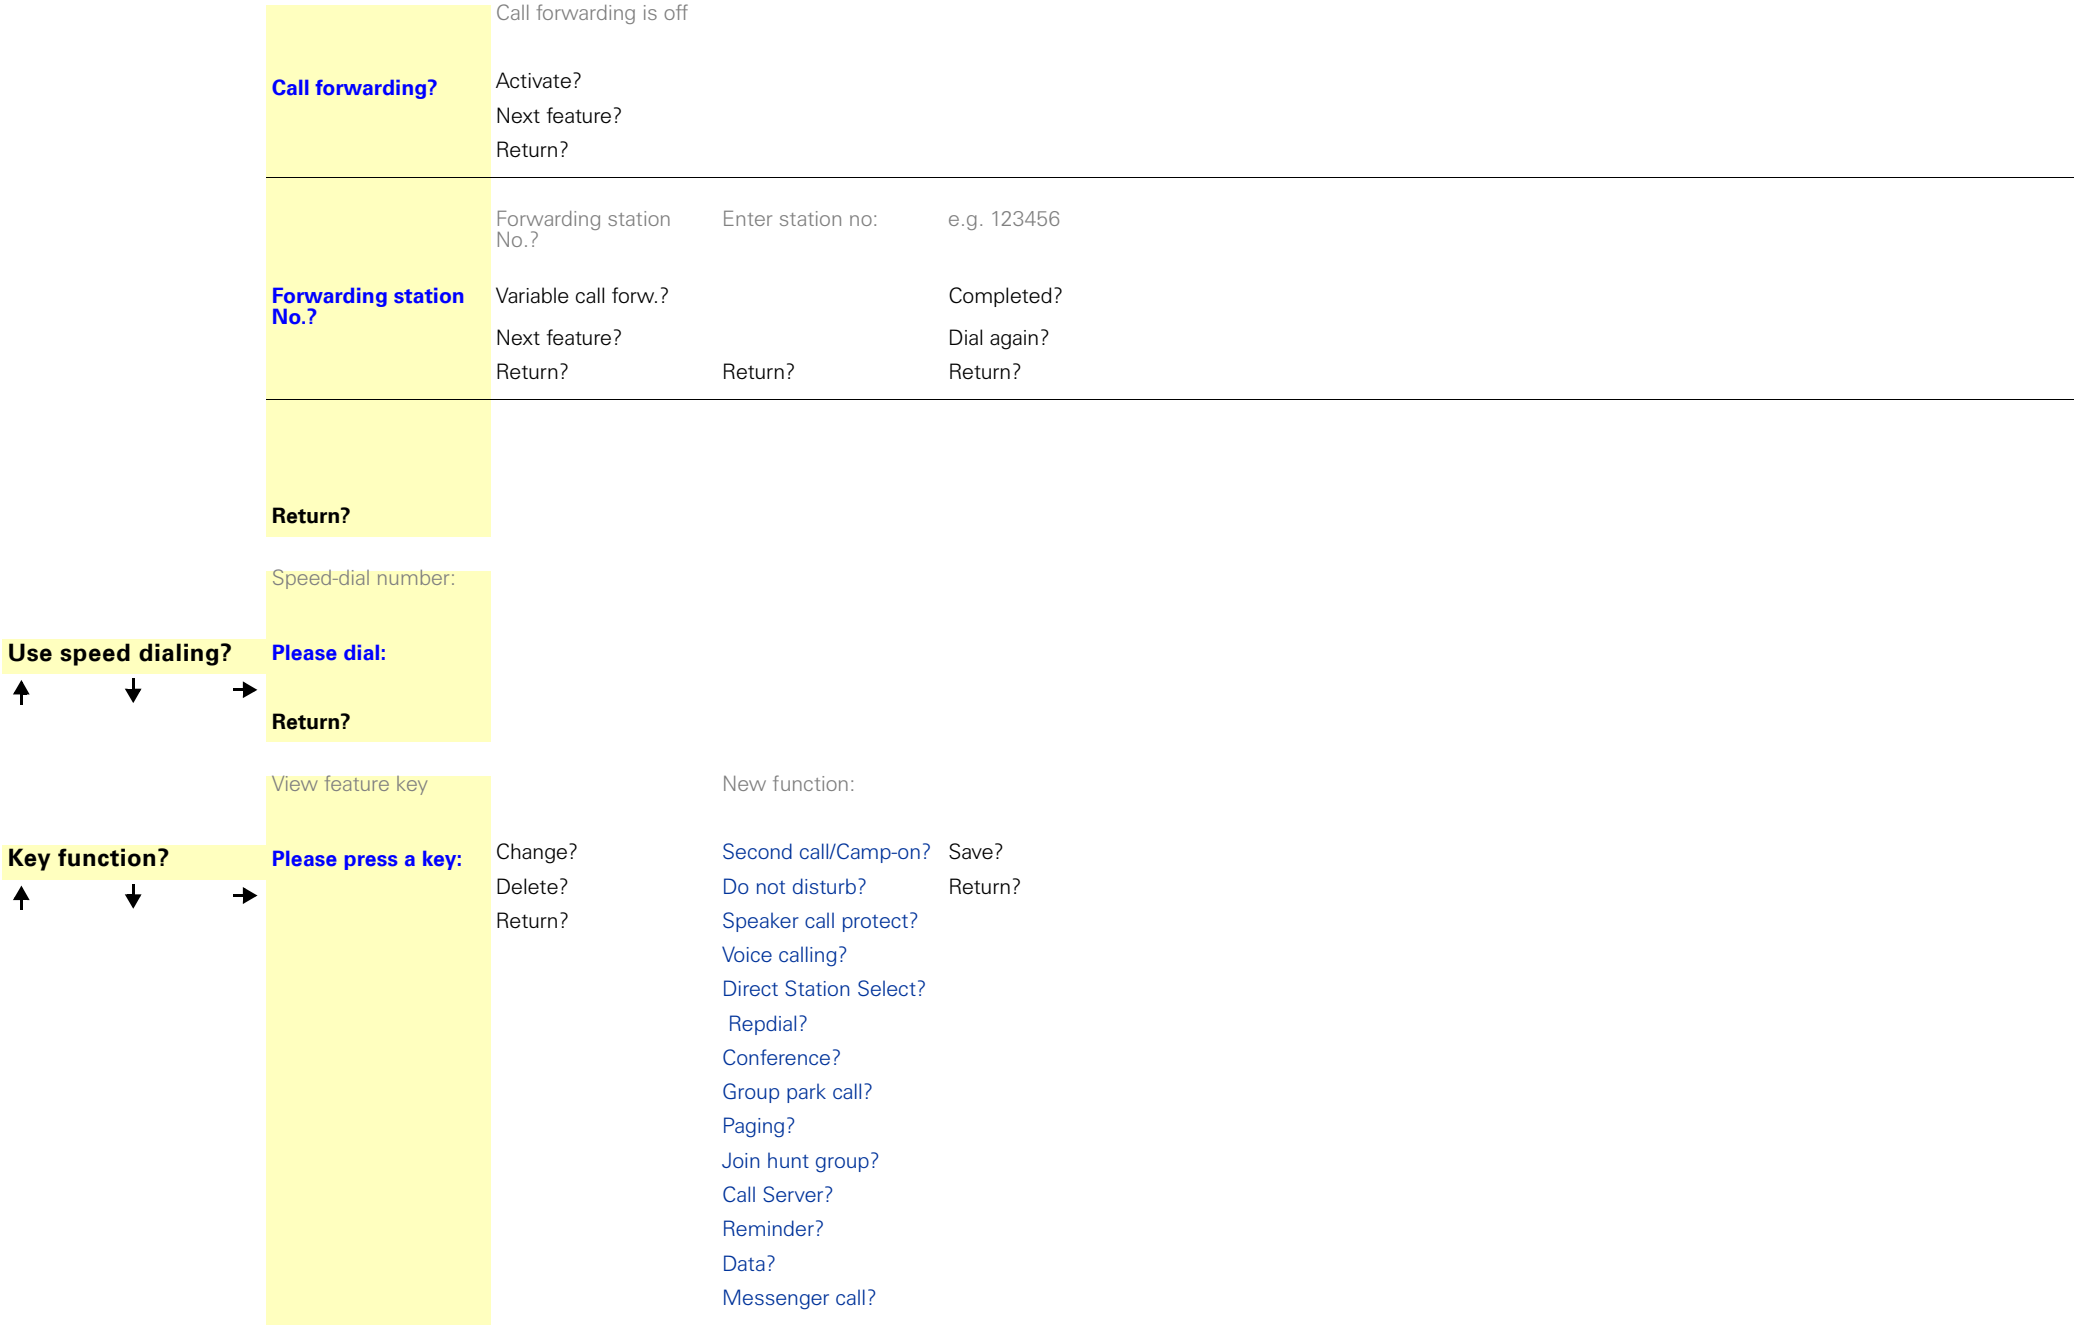 Call forwarding is off
Call forwarding?
Activate?
Next feature?
Return?
Forwarding station
No.?
Enter station no:
e.g. 123456
Forwarding station
No.?
Variable call forw.?
Completed?
Next feature?
Dial again?
Return?
Return?
Return?
Return?
Speed-dial number:
Use speed dialing?
Please dial:
Return?
View feature key
New function:
Key function?
Please press a key:
Change?
Delete?
Return?
Second call/Camp-on?
Do not disturb?
Speaker call protect?
Voice calling?
Direct Station Select?
Repdial?
Conference?
Group park call?
Paging?
Join hunt group?
Call Server?
Reminder?
Data?
Messenger call?
Save?
Return?